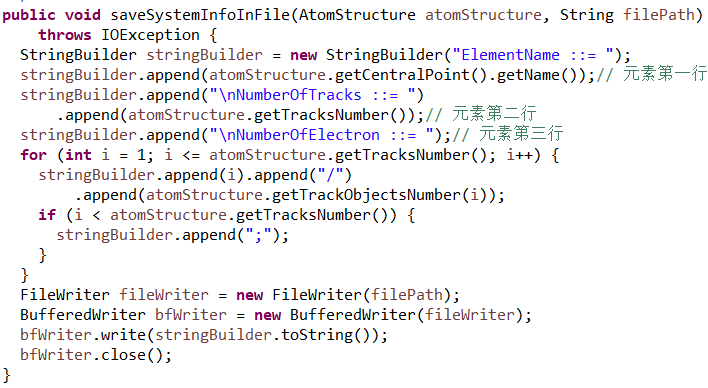 public void saveSystemInfoInFile(AtomStructure atomStructure, String filePath)
    throws IOException {
  StringBuilder stringBuilder = new StringBuilder("ElementName ::= ");
  stringBuilder.append(atomStructure.getCentralPoint().getName());// 元素第一行
  stringBuilder.append("\nNumberOfTracks ::= ")
      .append(atomStructure.getTracksNumber());// 元素第二行
  stringBuilder.append("\nNumberOfElectron ::= ");// 元素第三行
  for (int i = 1; i <= atomStructure.getTracksNumber(); i++) {
    stringBuilder.append(i).append("/")
        .append(atomStructure.getTrackObjectsNumber(i));
    if (i < atomStructure.getTracksNumber()) {
      stringBuilder.append(";");
    }
  }
  FileWriter fileWriter = new FileWriter(filePath);
  BufferedWriter bfWriter = new BufferedWriter(fileWriter);
  bfWriter.write(stringBuilder.toString());
  bfWriter.close();
}